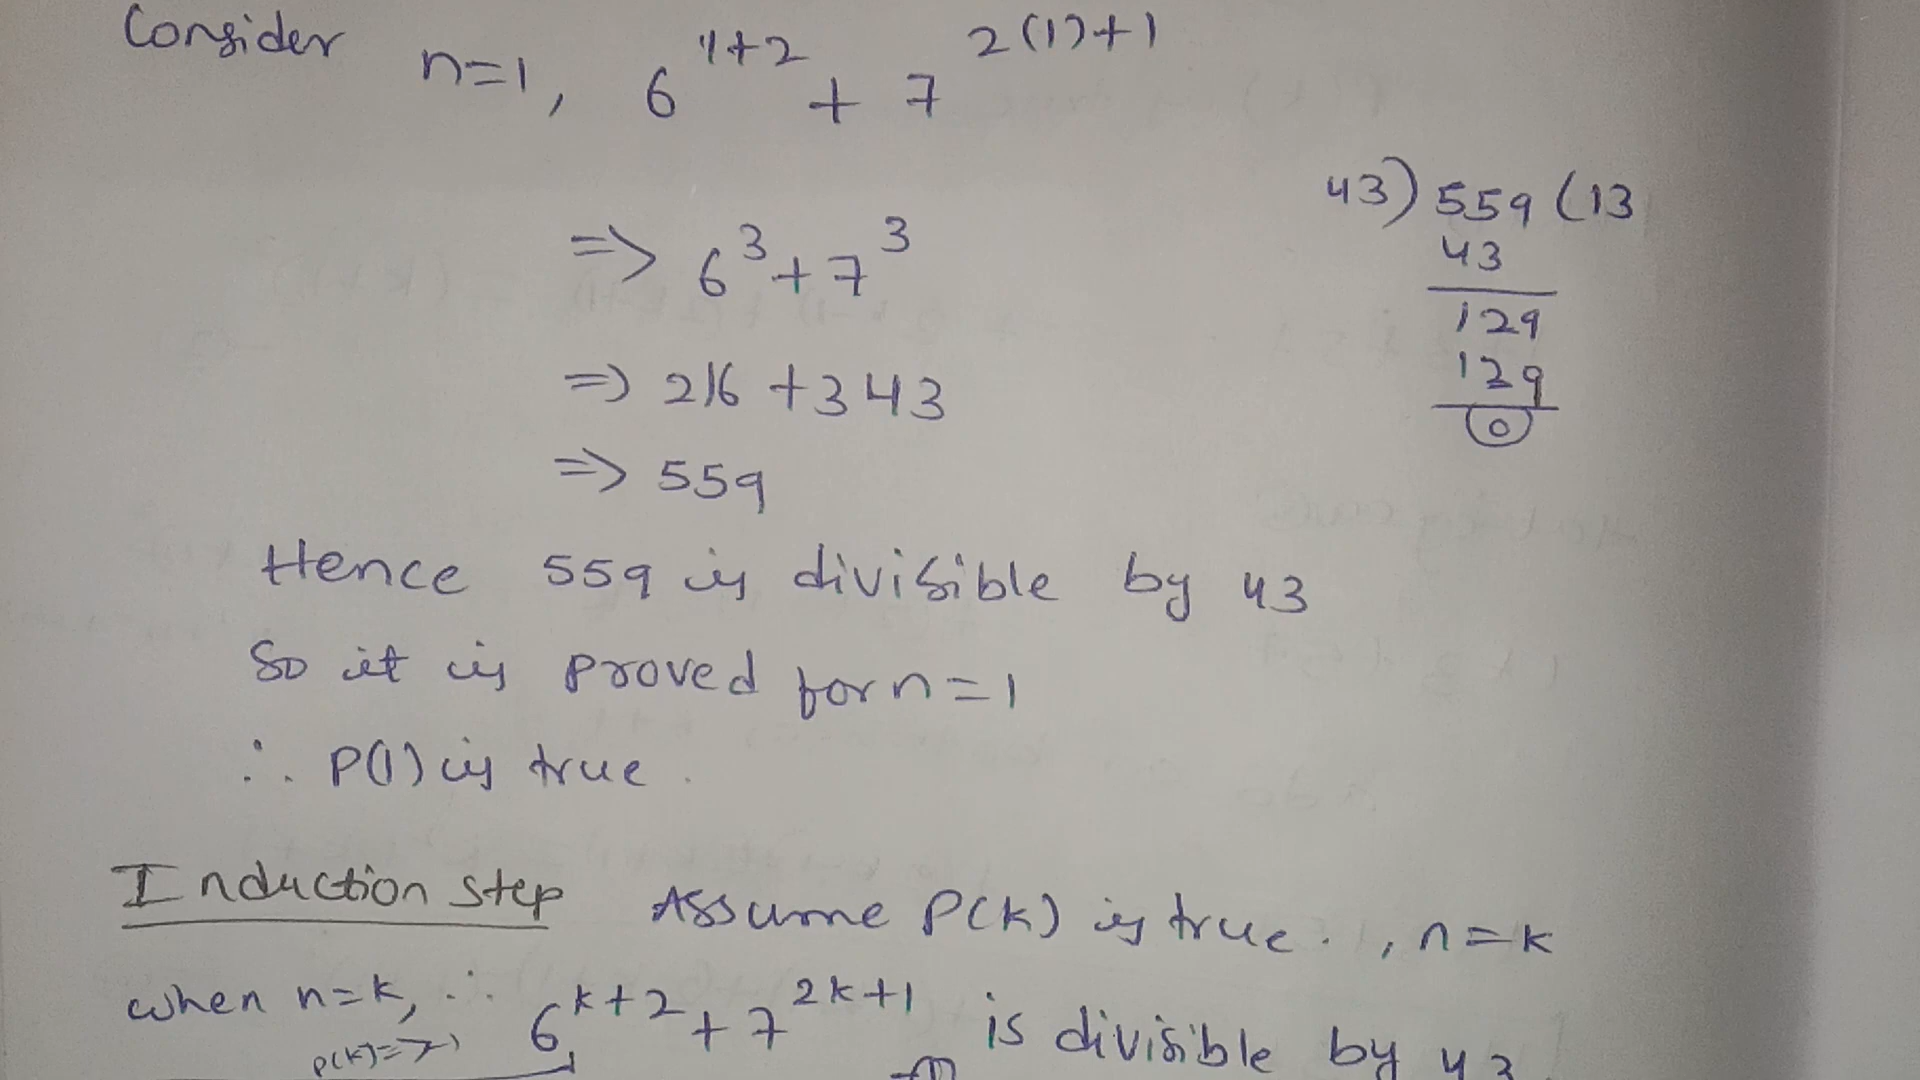 Consider n=1, 6^(1+2) + 7^(2(1)+1)
=> 6^3 + 7^3
=> 216 + 343
=> 559
43) 559 (13
43
129
129
0
Hence 559 is divisible by 43
So it is proved for n=1
∴ P(1) is true.
Induction step Assume P(k) is true. , n=k
when n=k, ∴ 6^(k+2) + 7^(2k+1) is divisible by 43
P(k)=>